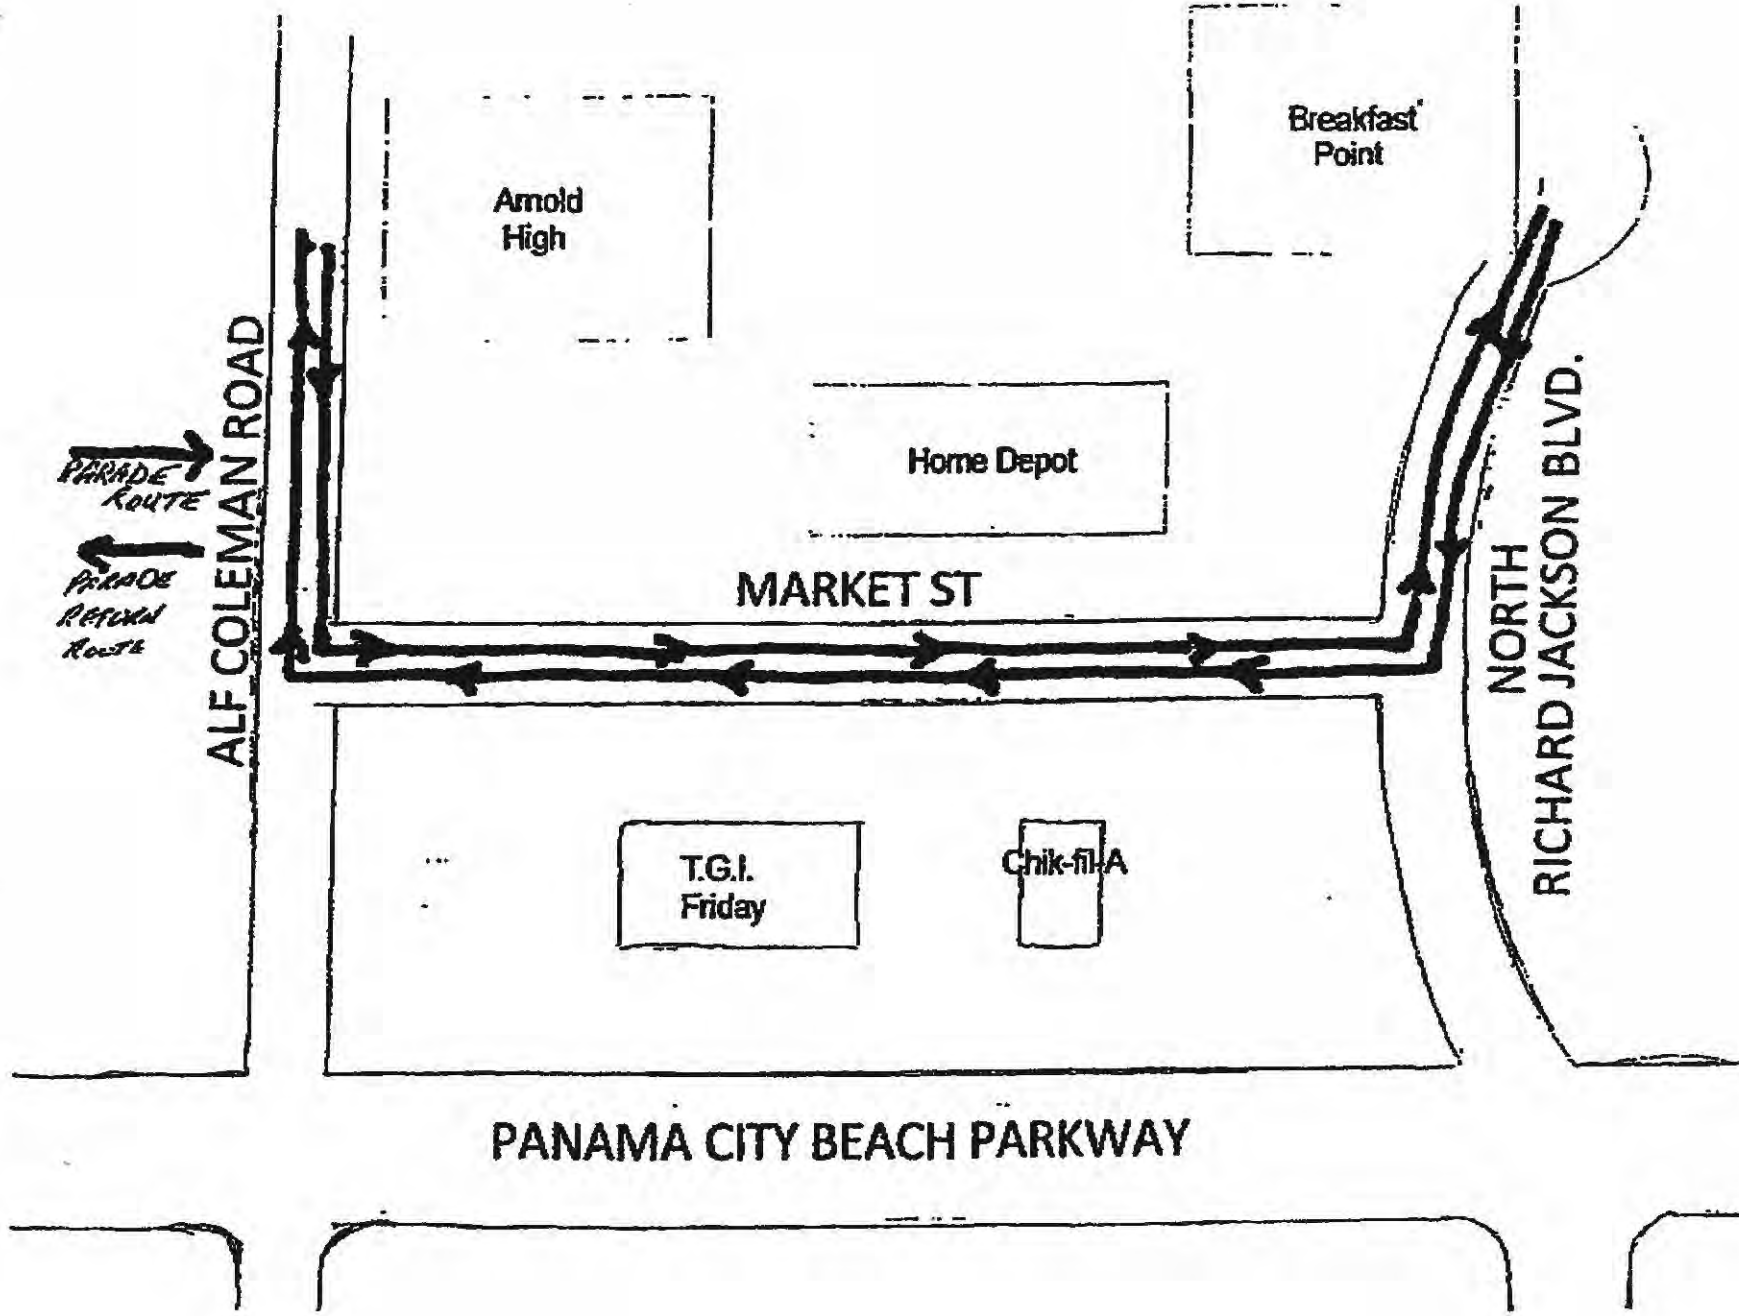 Breakfast
Point
Arnold
High
ALF COLEMAN ROAD
PARADE
ROUTE
PARADE
RETURN
ROUTE
Home Depot
MARKET ST
NORTH
RICHARD JACKSON BLVD.
T.G.I.
Friday
Chik-fil-A
PANAMA CITY BEACH PARKWAY